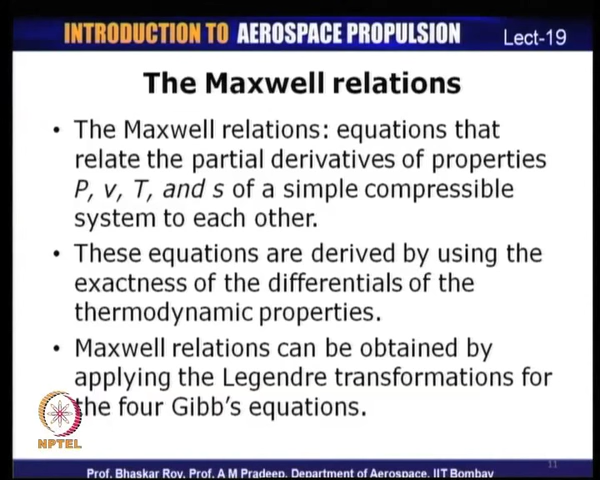 INTRODUCTION TO AEROSPACE PROPULSION
Lect-19
The Maxwell relations
• The Maxwell relations: equations that
relate the partial derivatives of properties
P, v, T, and s of a simple compressible
system to each other.
• These equations are derived by using the
exactness of the differentials of the
thermodynamic properties.
• Maxwell relations can be obtained by
applying the Legendre transformations for
the four Gibb's equations.
NPTEL
11
Prof. Bhaskar Roy, Prof. A M Pradeep, Department of Aerospace, IIT Bombay